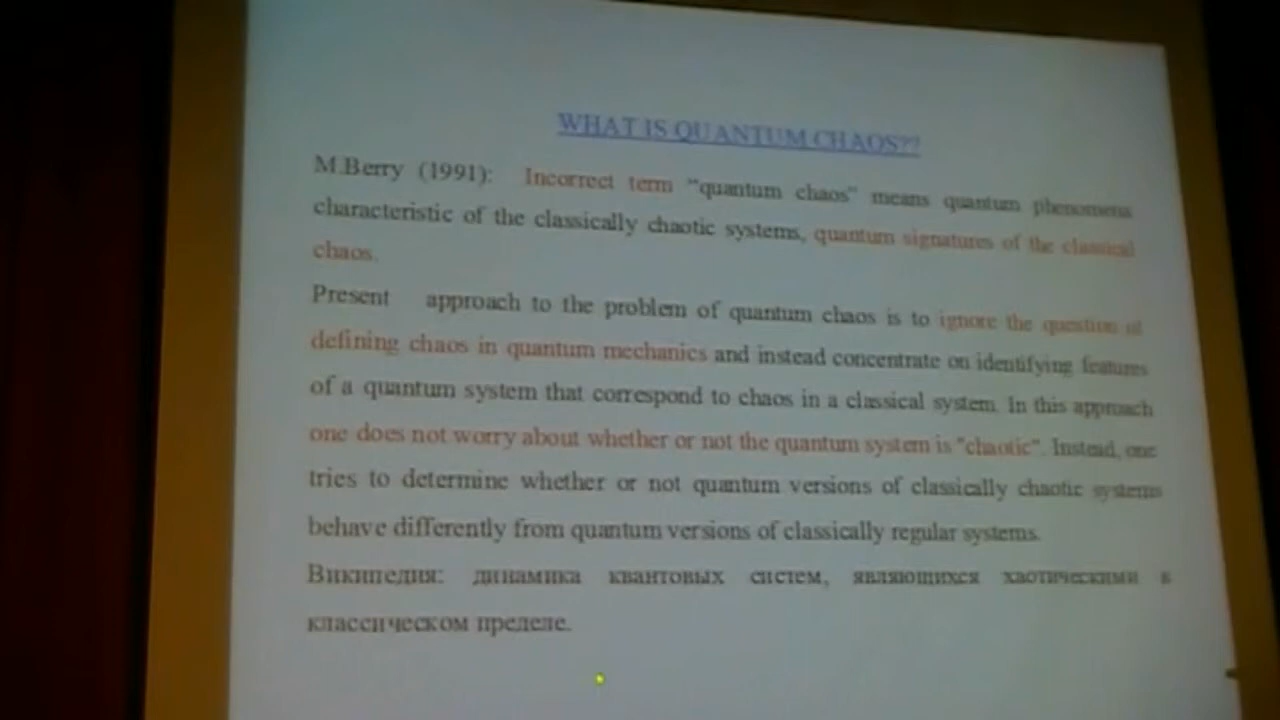 WHAT IS QUANTUM CHAOS??
M.Berry (1991): Incorrect term "quantum chaos" means quantum phenomena
characteristic of the classically chaotic systems, quantum signatures of the classical
chaos.
Present approach to the problem of quantum chaos is to ignore the question of
defining chaos in quantum mechanics and instead concentrate on identifying features
of a quantum system that correspond to chaos in a classical system. In this approach
one does not worry about whether or not the quantum system is "chaotic". Instead, one
tries to determine whether or not quantum versions of classically chaotic systems
behave differently from quantum versions of classically regular systems.
Википедия: динамика квантовых систем, являющихся хаотическими в
классическом пределе.